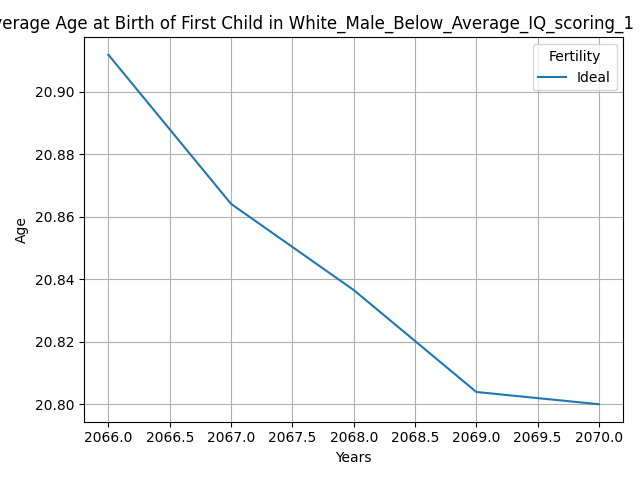 verage Age at Birth of First Child in White_Male_Below_Average_IQ_scoring_1
Fertility
Ideal
20.90
20.88
20.86
20.84
20.82
20.80
Age
2066.0 2066.5 2067.0 2067.5 2068.0 2068.5 2069.0 2069.5 2070.0
Years